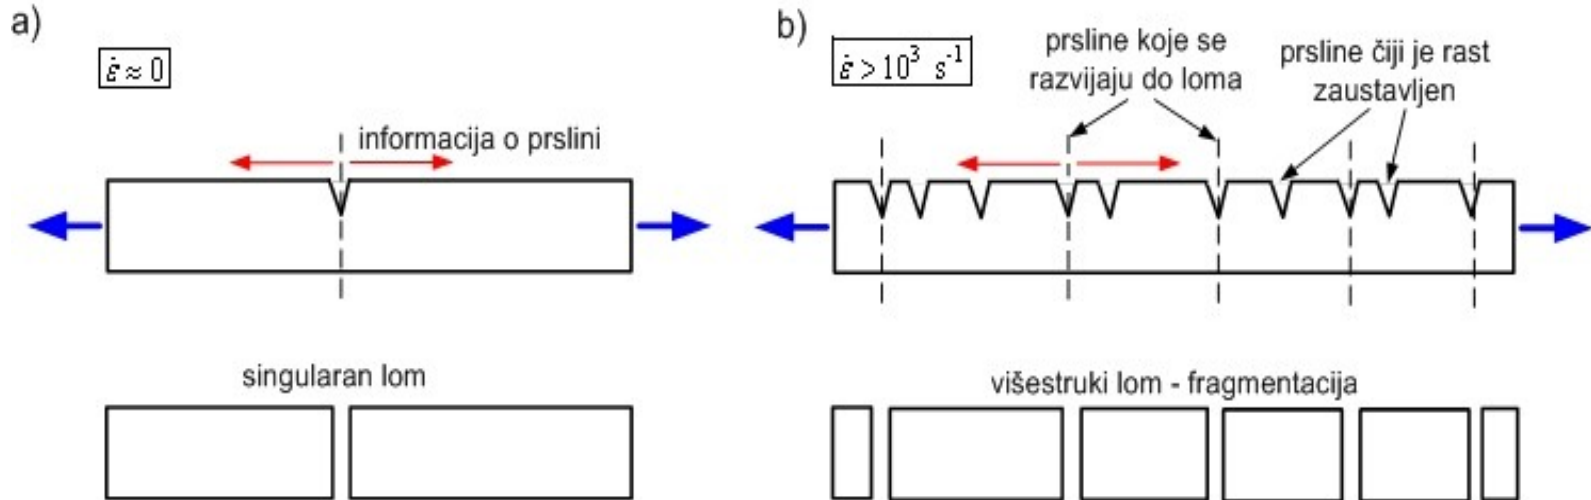 a)
ε̇ ≈ 0
informacija o prslini
singularan lom
b)
ε̇ > 10³ s⁻¹
prsline koje se
razvijaju do loma
prsline čiji je rast
zaustavljen
višestruki lom - fragmentacija